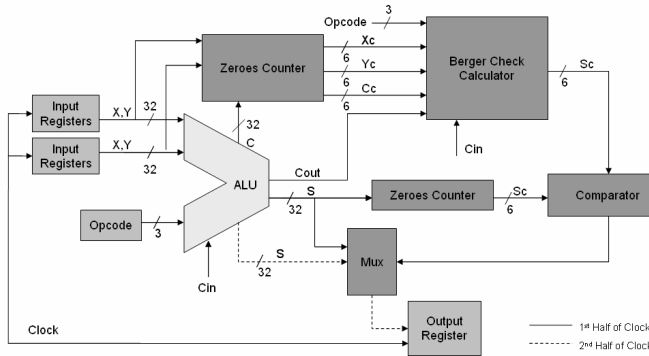 Opcode
3
Xc
6
Yc
6
Cc
6
Zeroes Counter
Berger Check
Calculator
Sc
6
Input
Registers
X,Y
32
Input
Registers
X,Y
32
32
C
Cin
Cout
ALU
S
32
Zeroes Counter
Sc
6
Comparator
Opcode
3
S
32
Mux
Cin
Clock
Output
Register
1st Half of Clock
2nd Half of Clock